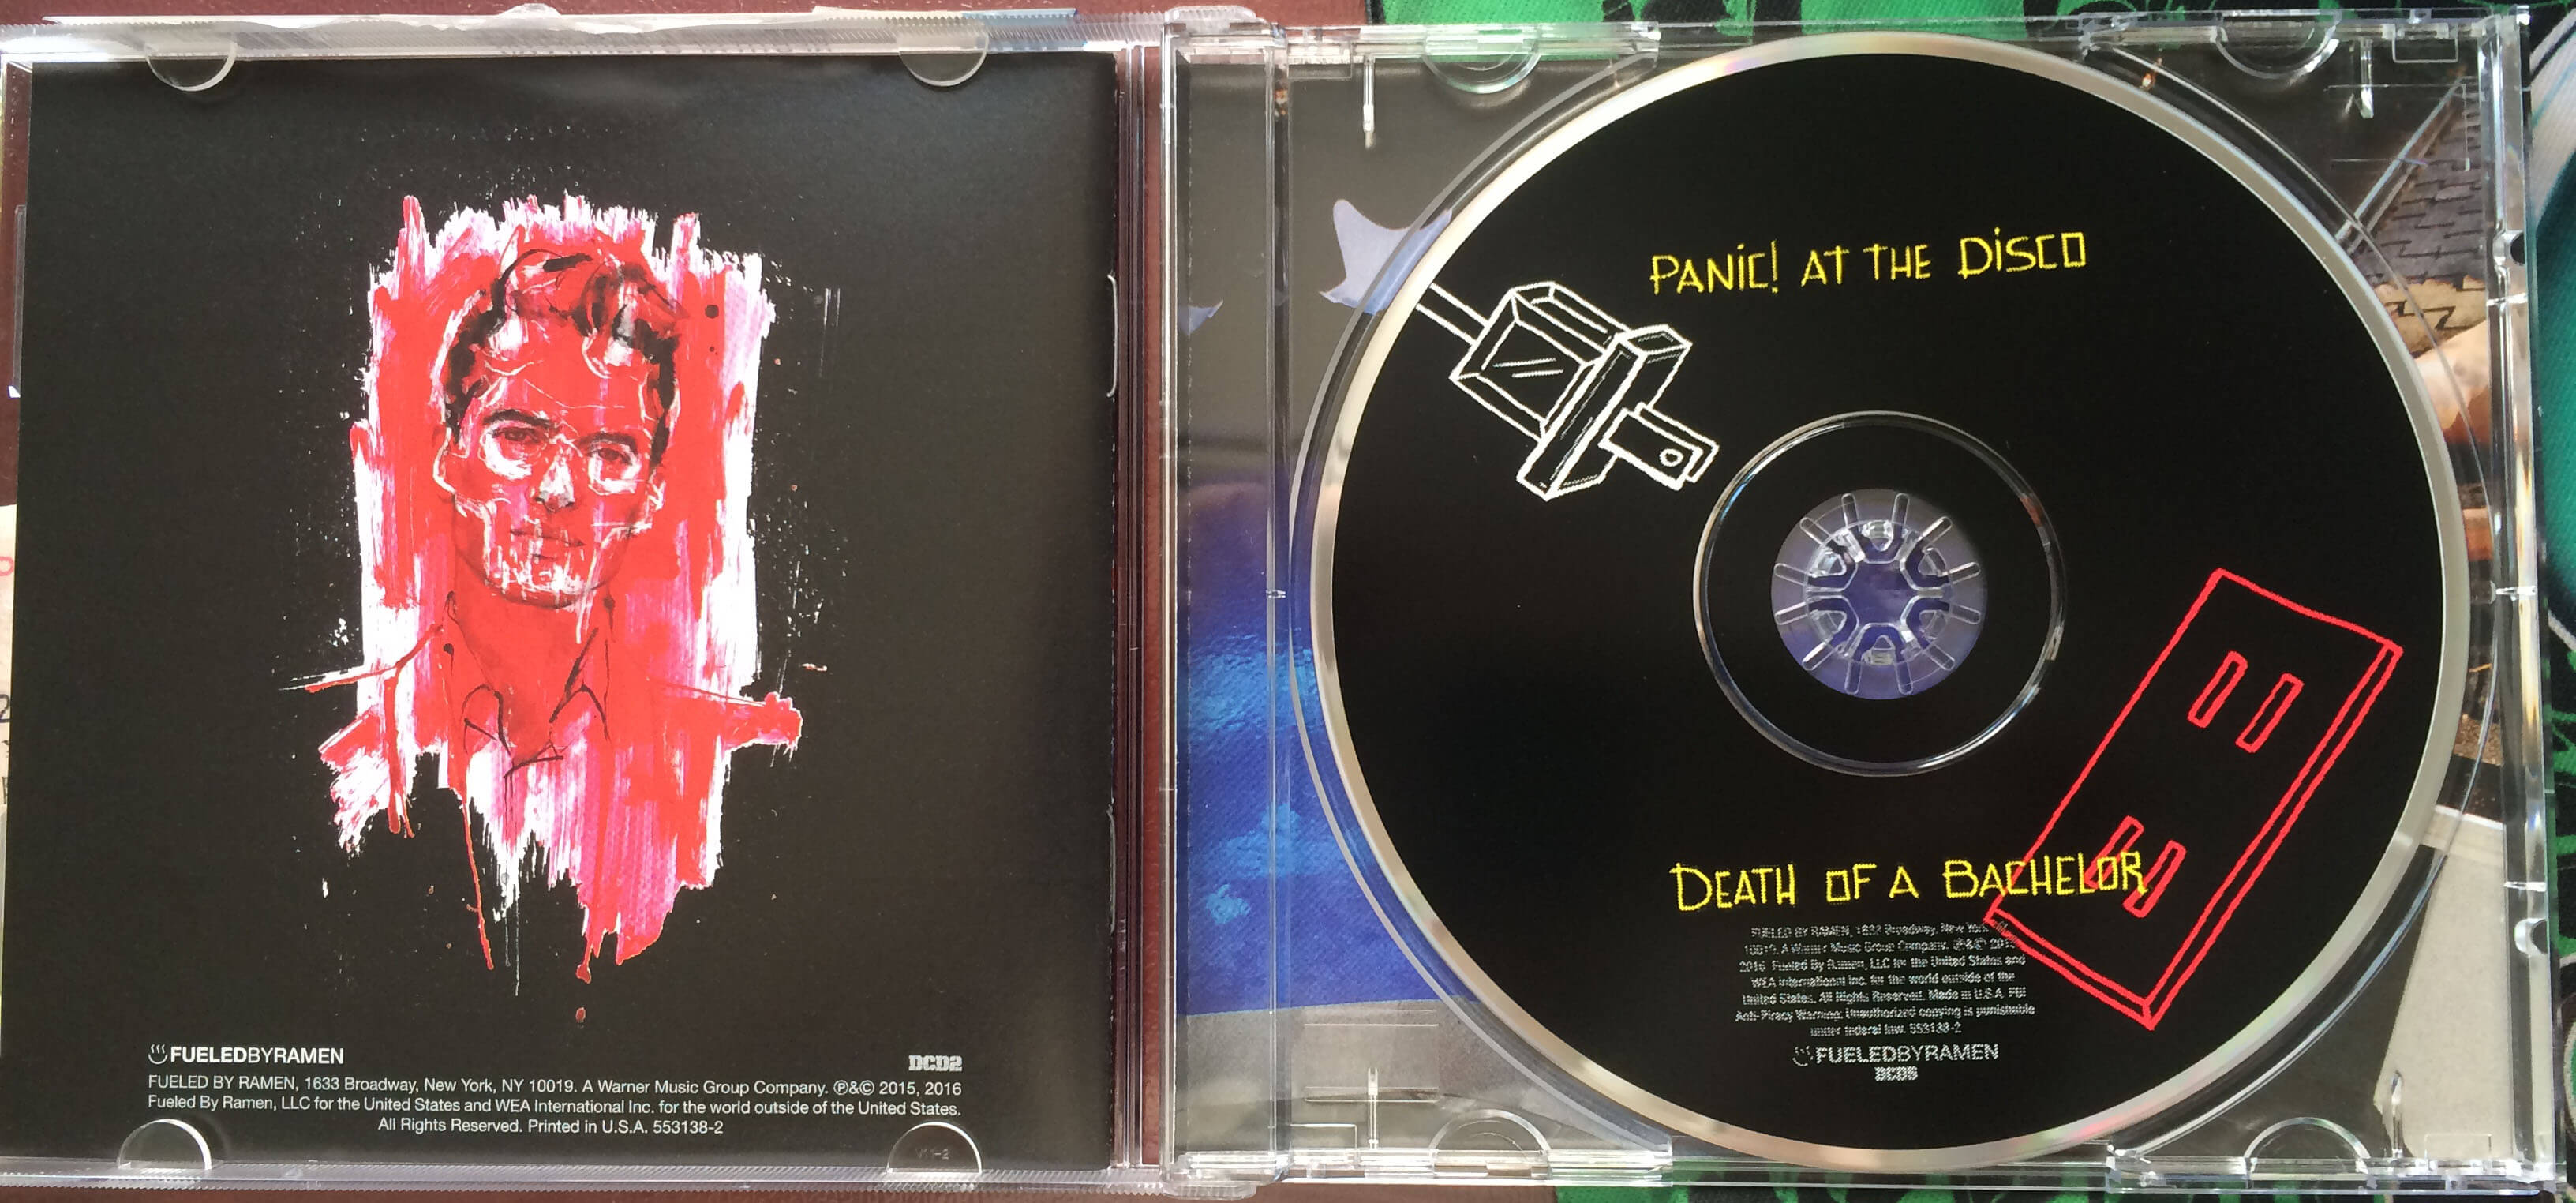 FUELEDBYRAMEN
DCD2
FUELED BY RAMEN, 1633 Broadway, New York, NY 10019. A Warner Music Group Company. ℗&© 2015, 2016
Fueled By Ramen, LLC for the United States and WEA International Inc. for the world outside of the United States.
All Rights Reserved. Printed in U.S.A. 553138-2
PANIC! AT THE DISCO
DEATH OF A BACHELOR
FUELED BY RAMEN, 1633 Broadway, New York,
10019. A Warner Music Group Company. ℗&© 2015,
2016 Fueled By Ramen, LLC for the United States and
WEA International Inc. for the world outside of the
United States. All Rights Reserved. Made in U.S.A. FBI
Anti-Piracy Warning: Unauthorized copying is punishable
under federal law. 553138-2
FUELEDBYRAMEN